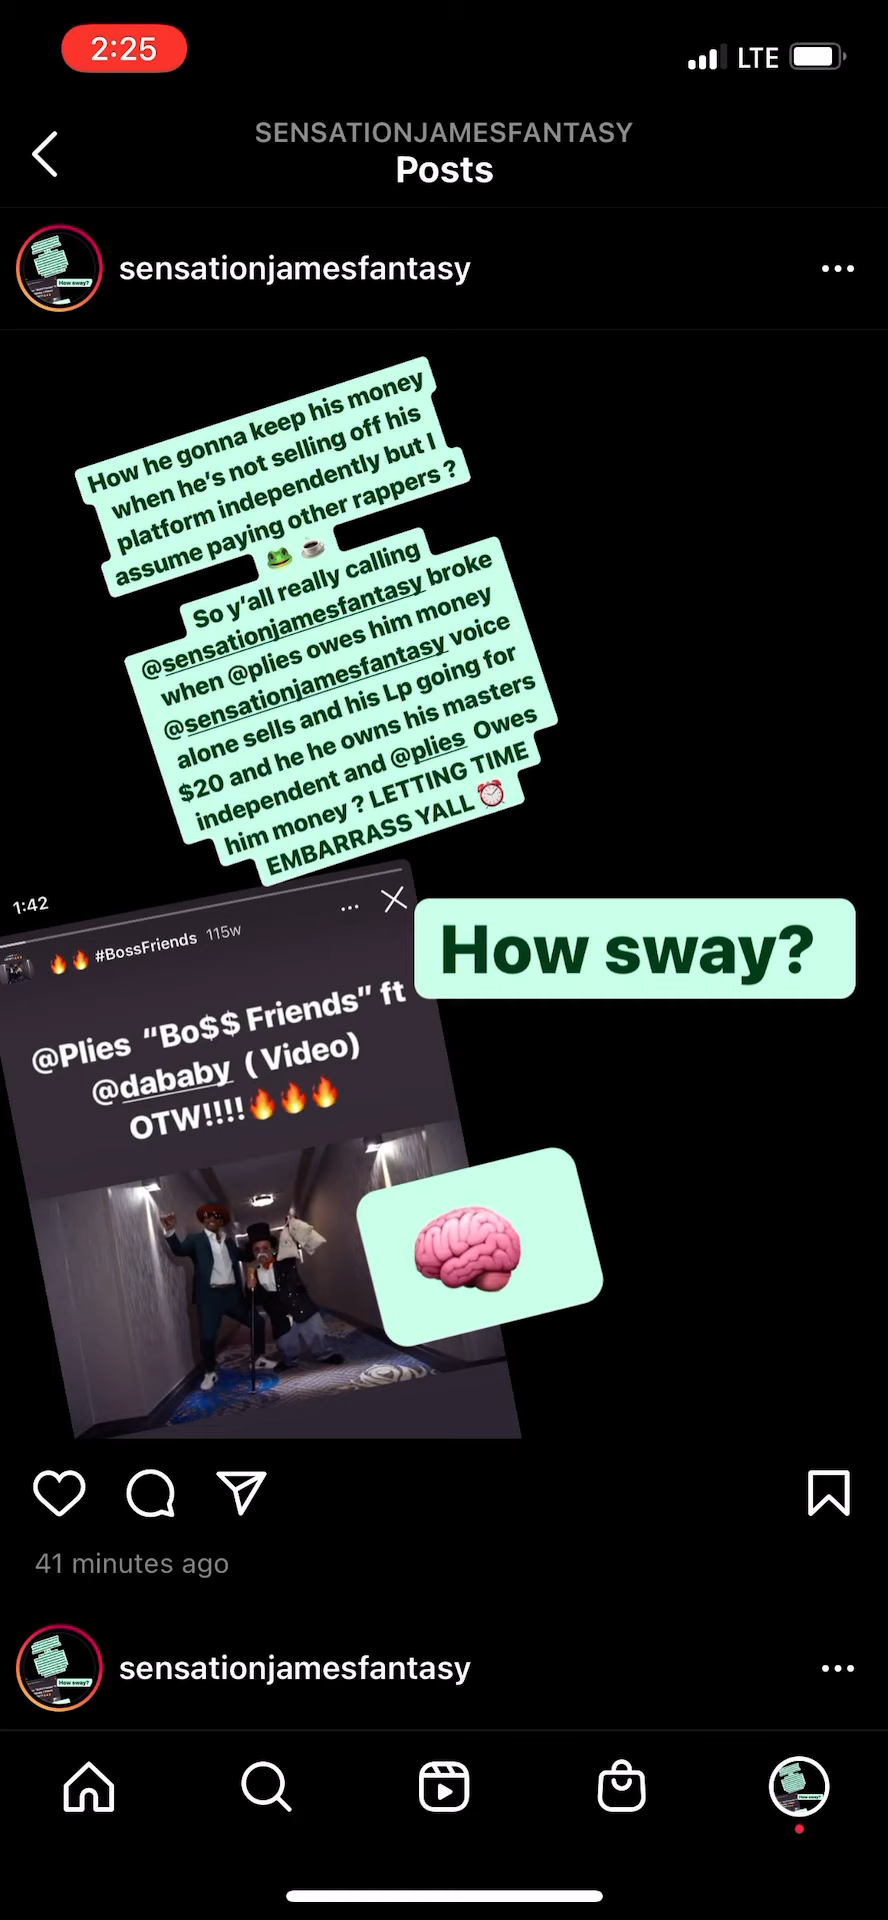 2:25
LTE
SENSATIONJAMESFANTASY
Posts
sensationjamesfantasy
How he gonna keep his money
when he's not selling off his
platform independently but I
assume paying other rappers ?
🐸 ☕
So y'all really calling
@sensationjamesfantasy broke
when @plies owes him money
@sensationjamesfantasy voice
alone sells and his Lp going for
$20 and he he owns his masters
independent and @plies Owes
him money ? LETTING TIME
EMBARRASS YALL ⏰
1:42
🔥🔥 #BossFriends 115w
How sway?
@Plies “Bo$$ Friends” ft
@dababy ( Video)
OTW!!!!🔥🔥🔥
41 minutes ago
sensationjamesfantasy